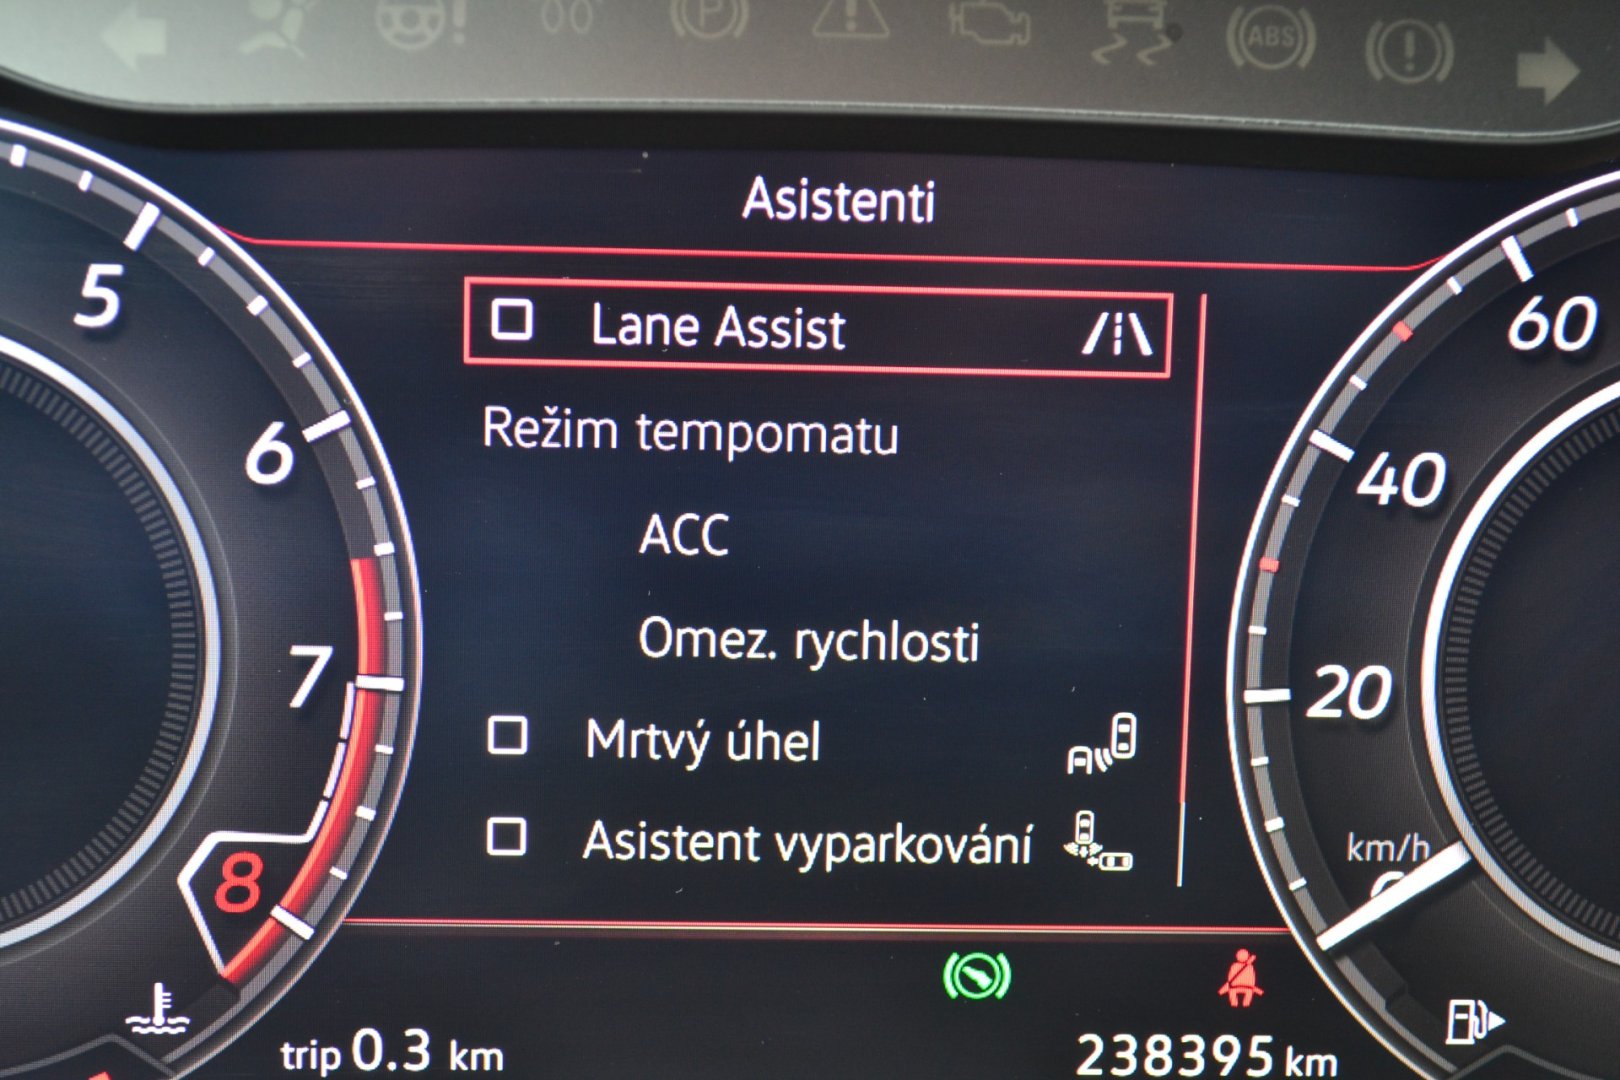 P
ABS
Asistenti
5
60
Lane Assist
6
Režim tempomatu
40
ACC
Omez. rychlosti
7
20
Mrtvý úhel
A
Asistent vyparkování
km/h
8
trip 0.3 km
238395 km